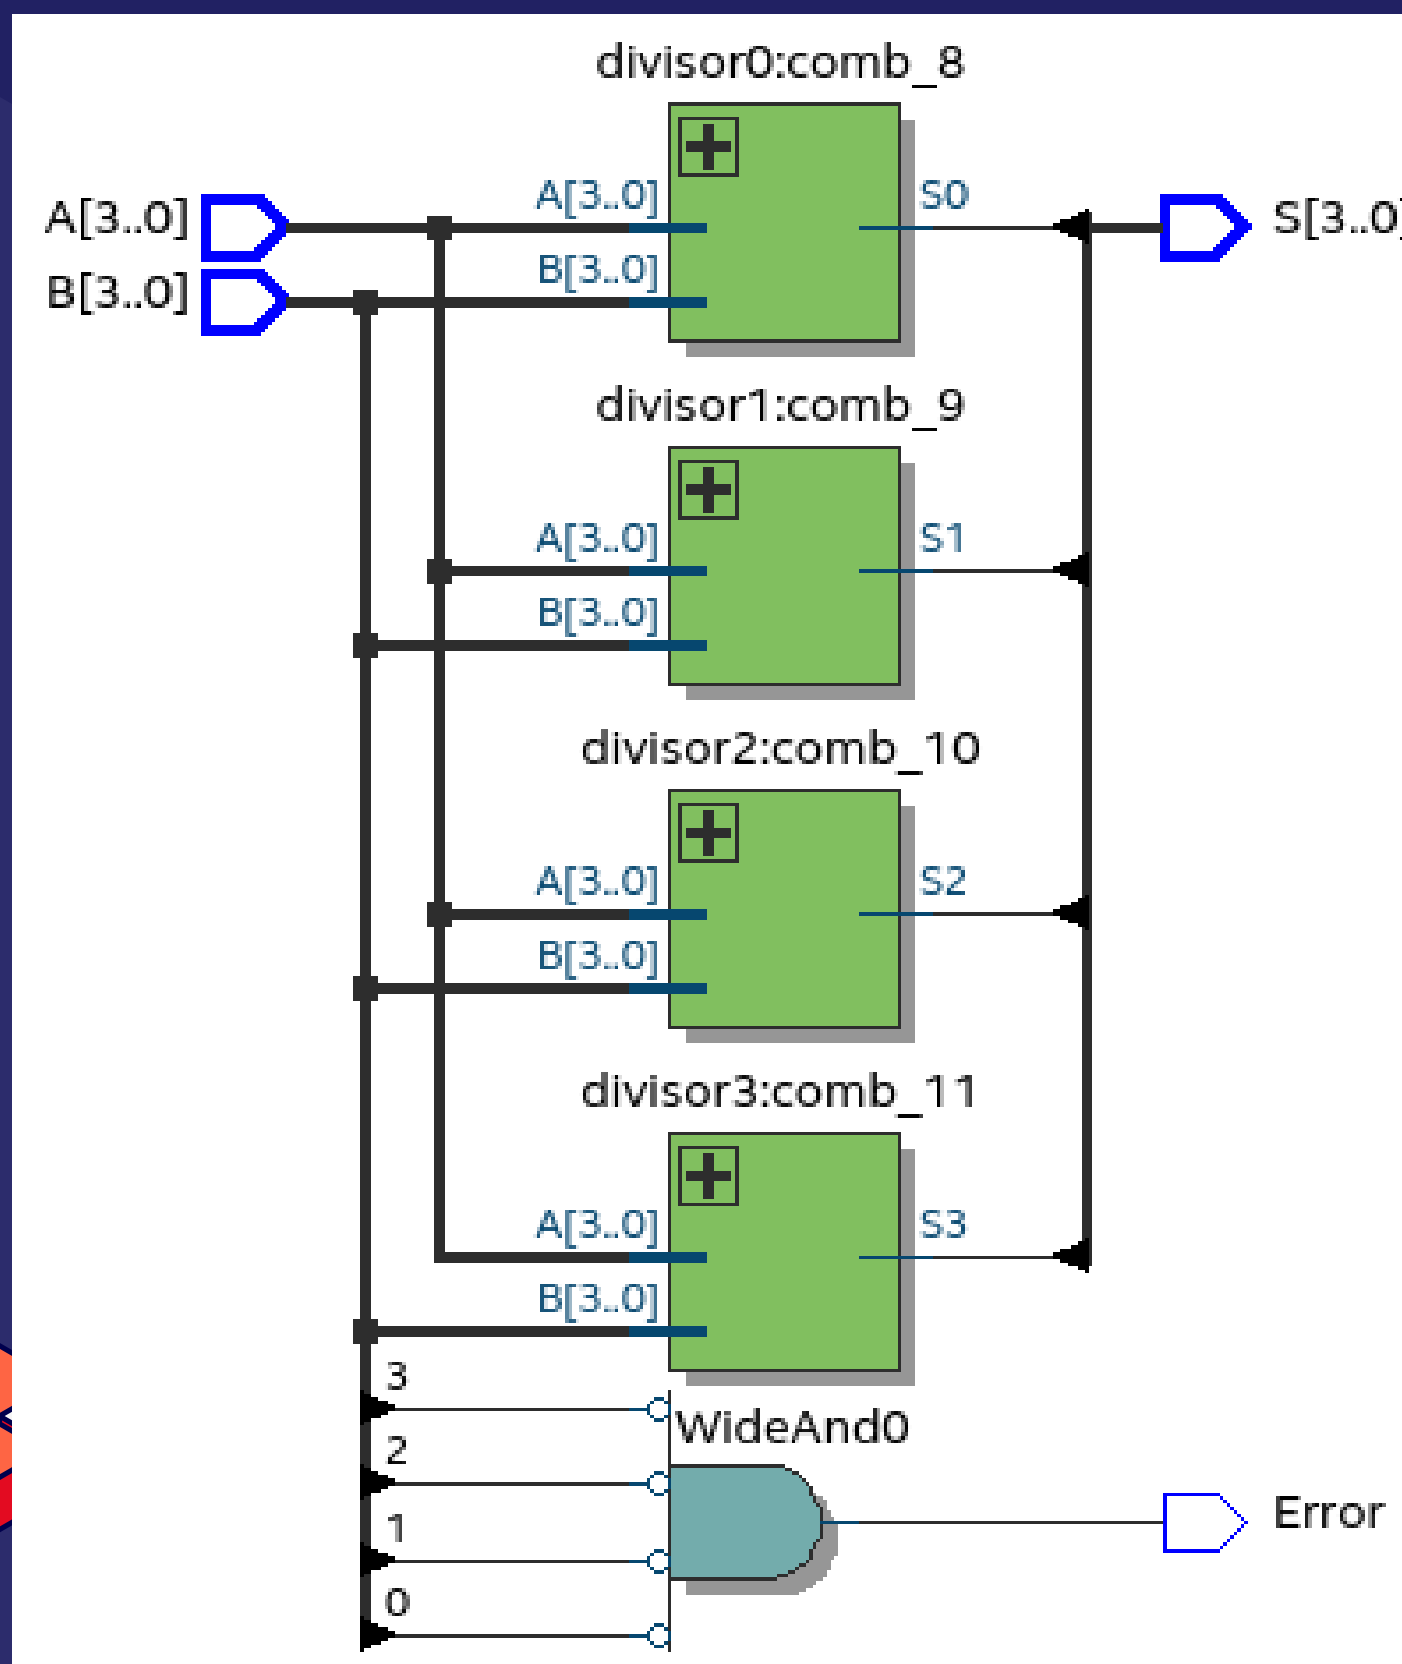 divisor0:comb_8
A[3..0]
B[3..0]
A[3..0]
B[3..0]
S0
S[3..0]
divisor1:comb_9
A[3..0]
B[3..0]
S1
divisor2:comb_10
A[3..0]
B[3..0]
S2
divisor3:comb_11
A[3..0]
B[3..0]
S3
3
2
1
0
WideAnd0
Error